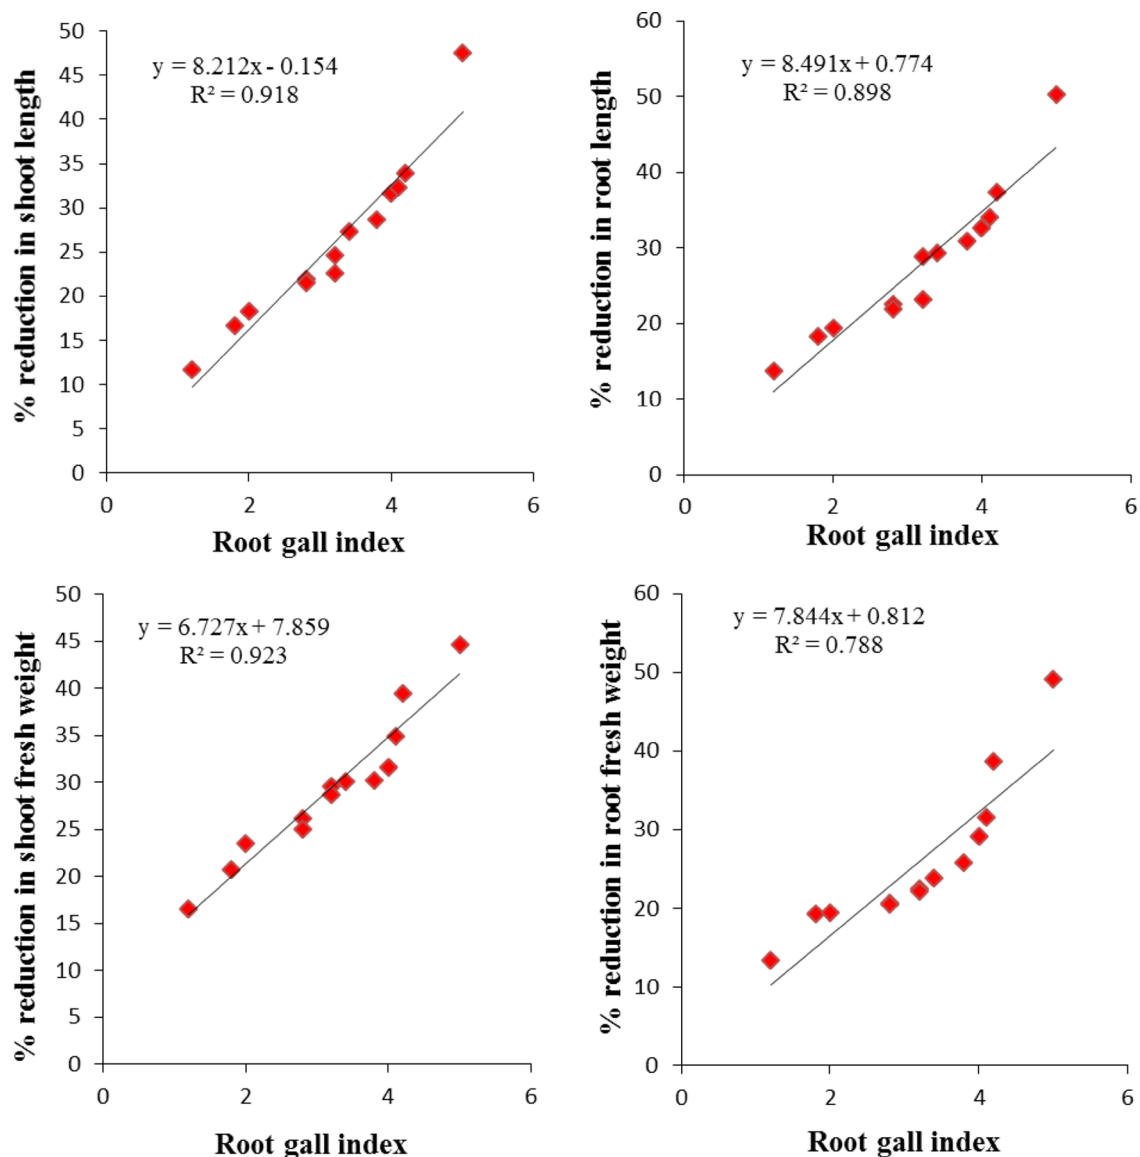 % reduction in shoot length
50
45
40
35
30
25
20
15
10
5
0
y = 8.212x - 0.154
R² = 0.918
0 2 4 6
Root gall index
% reduction in root length
60
50
40
30
20
10
0
y = 8.491x + 0.774
R² = 0.898
0 2 4 6
Root gall index
% reduction in shoot fresh weight
50
45
40
35
30
25
20
15
10
5
0
y = 6.727x + 7.859
R² = 0.923
0 2 4 6
Root gall index
% reduction in root fresh weight
60
50
40
30
20
10
0
y = 7.844x + 0.812
R² = 0.788
0 2 4 6
Root gall index